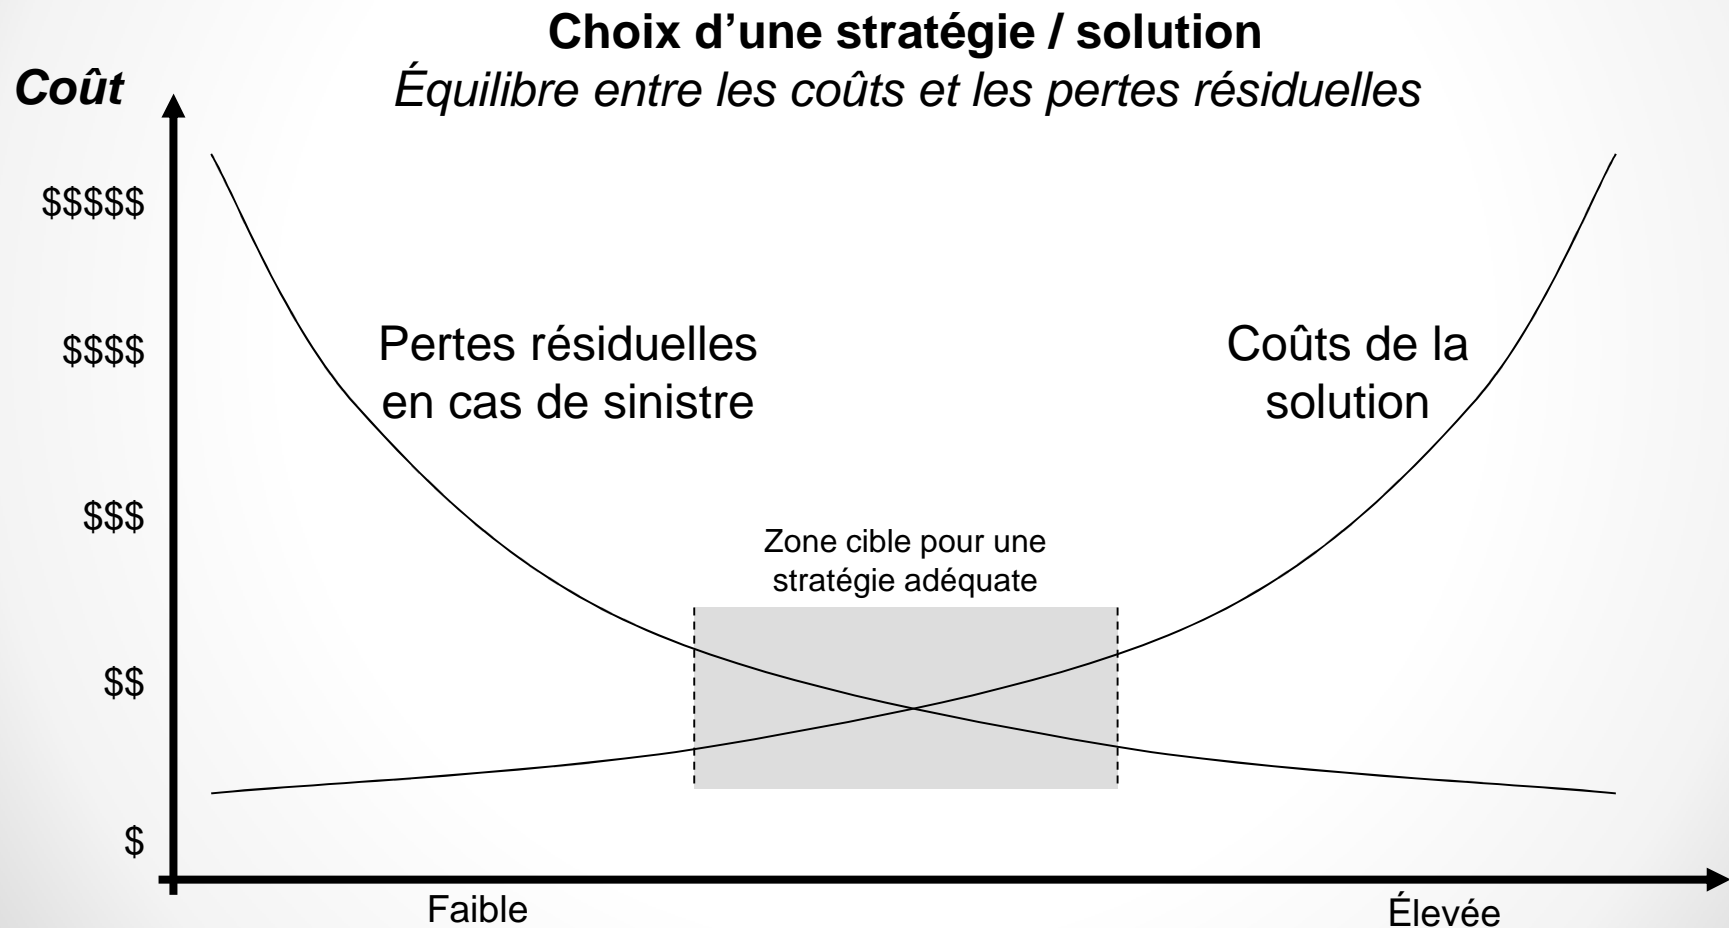 Choix d’une stratégie / solution
Équilibre entre les coûts et les pertes résiduelles
Coût
$$$$$
$$$$
$$$
$$
$
Pertes résiduelles
en cas de sinistre
Coûts de la
solution
Zone cible pour une
stratégie adéquate
Faible
Élevée